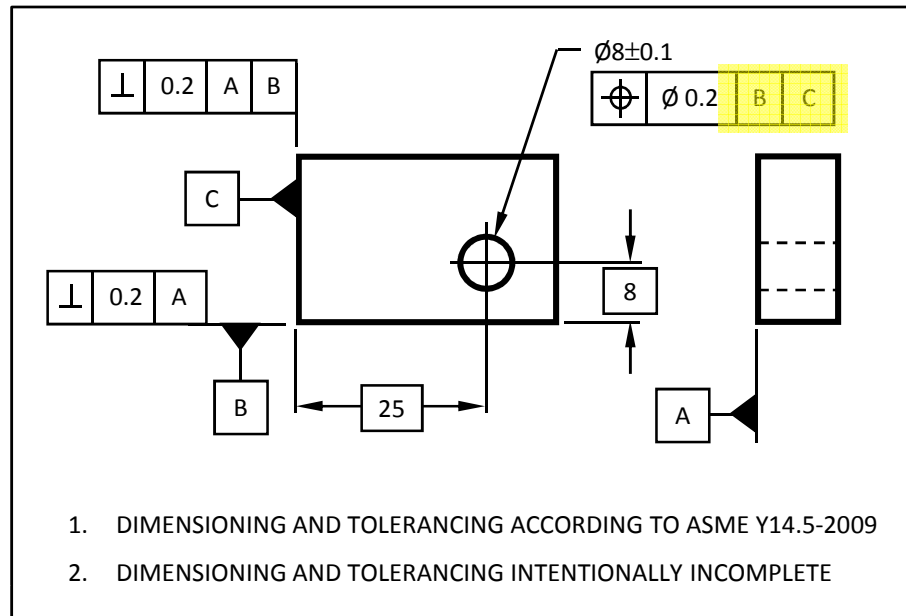 Ø8±0.1
⊥ 0.2 A B
⌖ Ø 0.2 B C
C
⊥ 0.2 A
8
B
25
A
1. DIMENSIONING AND TOLERANCING ACCORDING TO ASME Y14.5-2009
2. DIMENSIONING AND TOLERANCING INTENTIONALLY INCOMPLETE